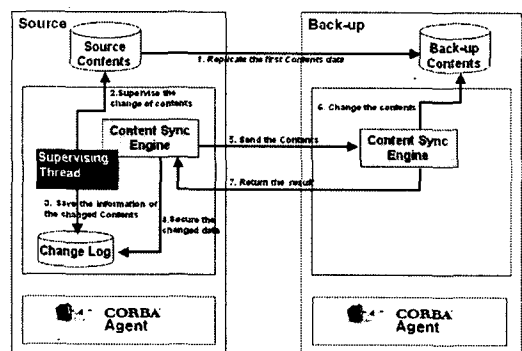 Source
Back-up
Source
Contents
Back-up
Contents
1. Replicate the first Contents data
2.Supervise the
change of contents
6. Change the contents
Content Sync
Engine
5. Send the Contents
Content Sync
Engine
Supervising
Thread
7. Return the result
3. Save the information of
the changed Contents
4.Secure the
changed data
Change Log
CORBA
Agent
CORBA
Agent